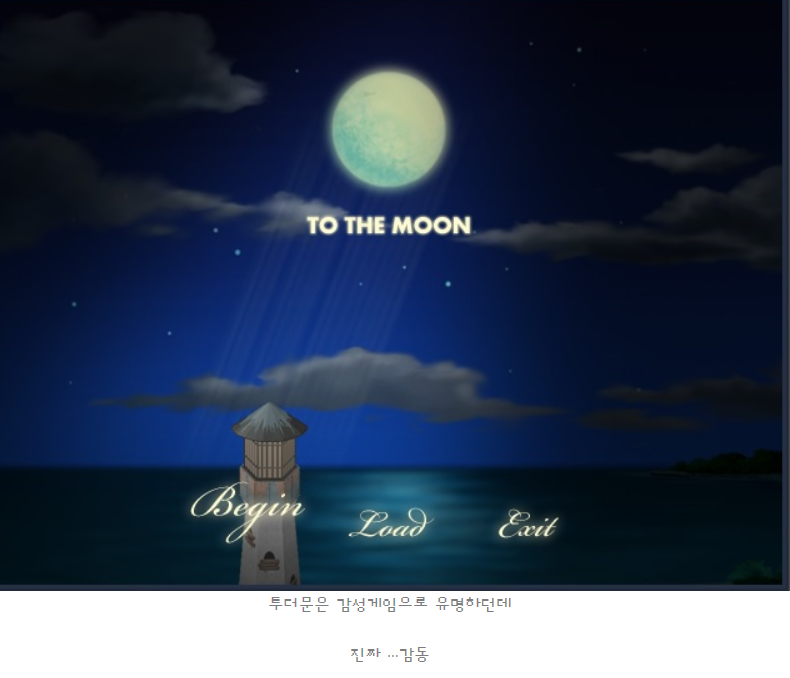 TO THE MOON
Begin Load Exit
투더문은 감성게임으로 유명하던데
진짜 ...감동